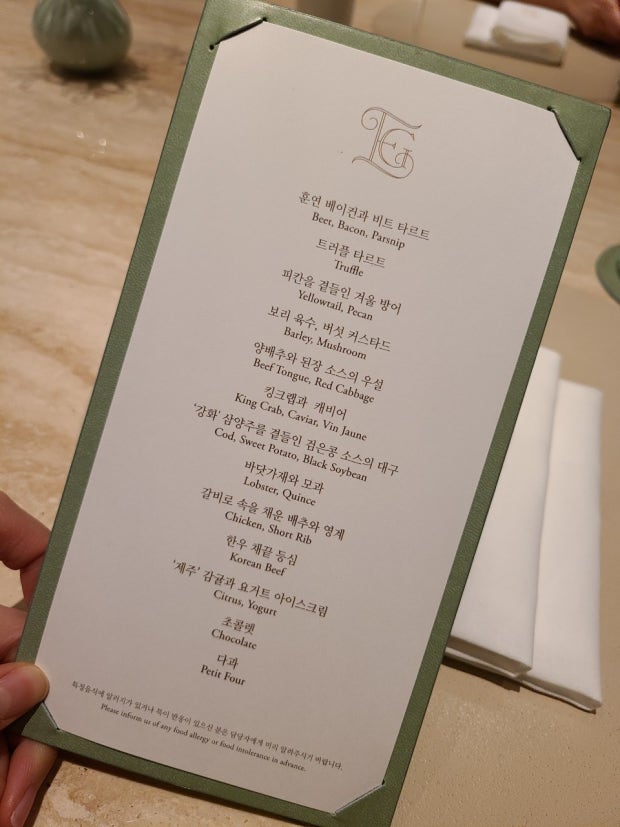 EG
훈연 베이컨과 비트 타르트
Beet, Bacon, Parsnip
트러플 타르트
Truffle
피칸을 곁들인 겨울 방어
Yellowtail, Pecan
보리 육수, 버섯 커스타드
Barley, Mushroom
양배추와 된장 소스의 우설
Beef Tongue, Red Cabbage
킹크랩과 캐비어
King Crab, Caviar, Vin Jaune
'강화' 삼양주를 곁들인 검은콩 소스의 대구
Cod, Sweet Potato, Black Soybean
바닷가재와 모과
Lobster, Quince
갈비로 속을 채운 배추와 영계
Chicken, Short Rib
한우 채끝 등심
Korean Beef
'제주' 감귤과 요거트 아이스크림
Citrus, Yogurt
초콜렛
Chocolate
다과
Petit Four
특정음식에 알러지가 있거나 특이 반응이 있으신 분은 담당자에게 미리 알려주시기 바랍니다.
Please inform us of any food allergy or food intolerance in advance.